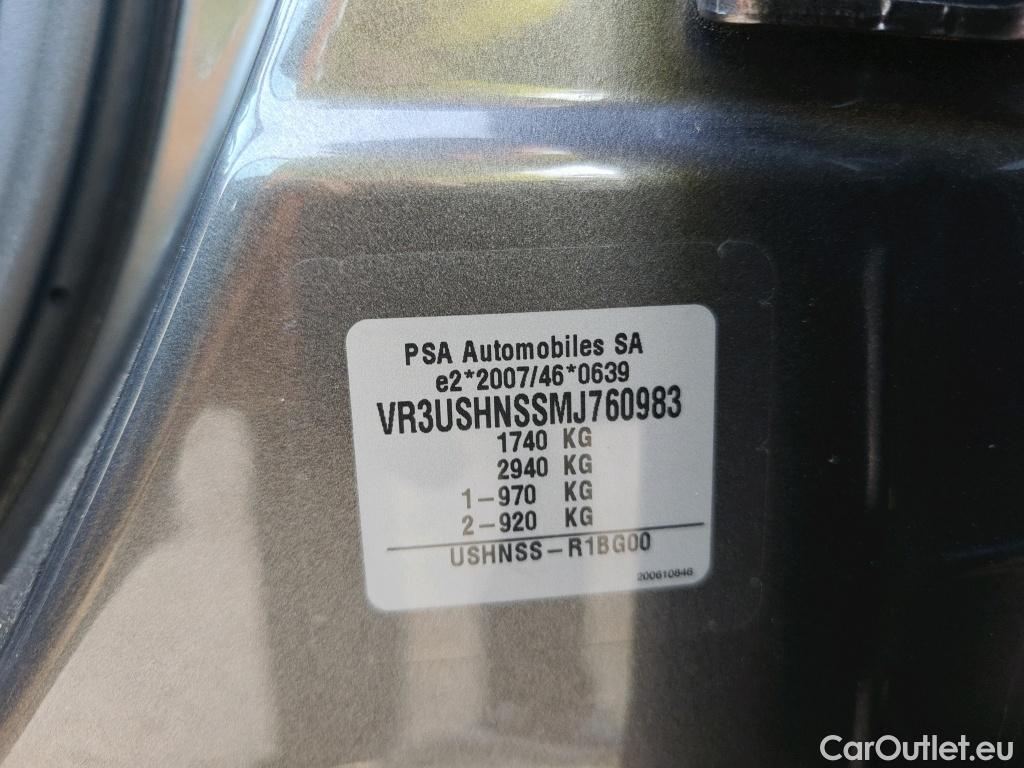 PSA Automobiles SA
e2*2007/46*0639
VR3USHNSSMJ760983
1740 KG
2940 KG
1-970 KG
2-920 KG
USHNSS-R1BG00
200610846
CarOutlet.eu